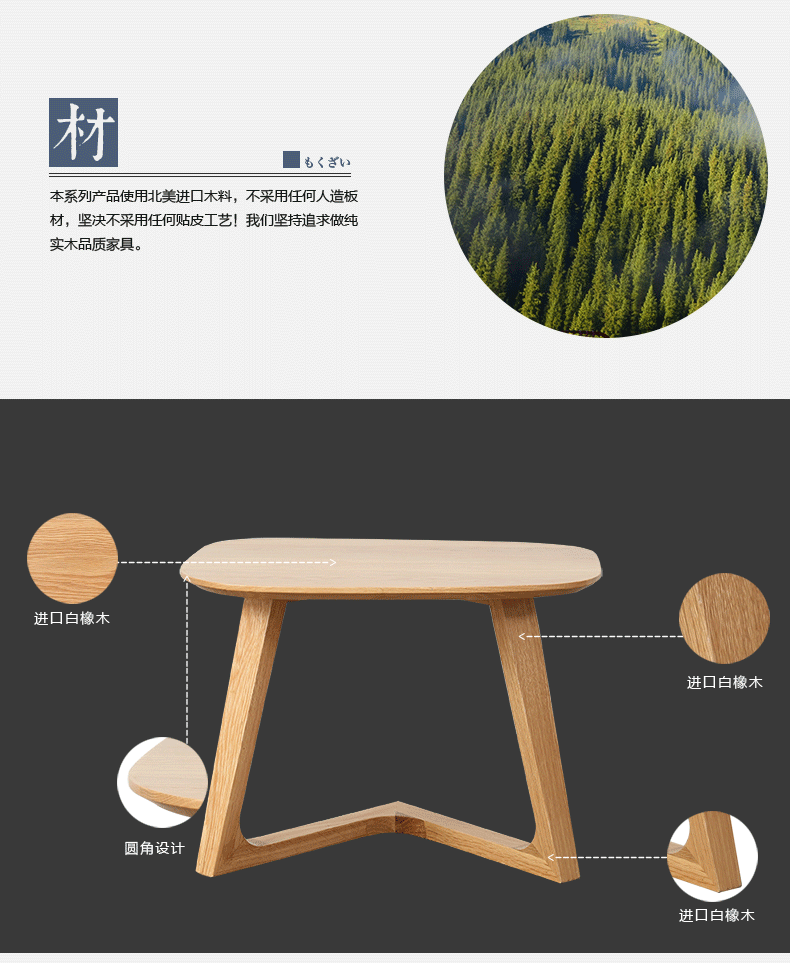 材
もくざい
本系列产品使用北美进口木料，不采用任何人造板
材，坚决不采用任何贴皮工艺！我们坚持追求做纯
实木品质家具。
进口白橡木
进口白橡木
圆角设计
进口白橡木